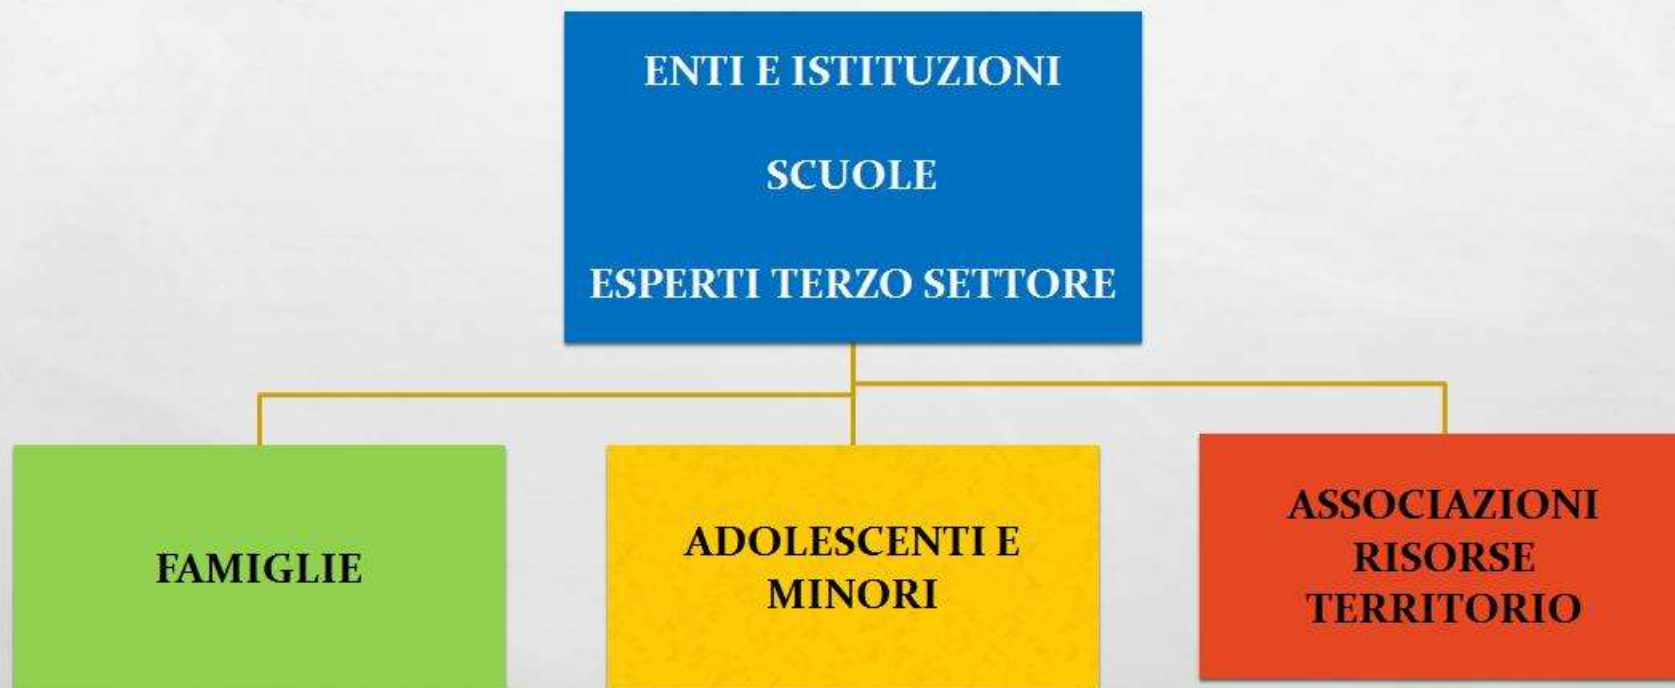 ENTI E ISTITUZIONI
SCUOLE
ESPERTI TERZO SETTORE
FAMIGLIE
ADOLESCENTI E
MINORI
ASSOCIAZIONI
RISORSE
TERRITORIO